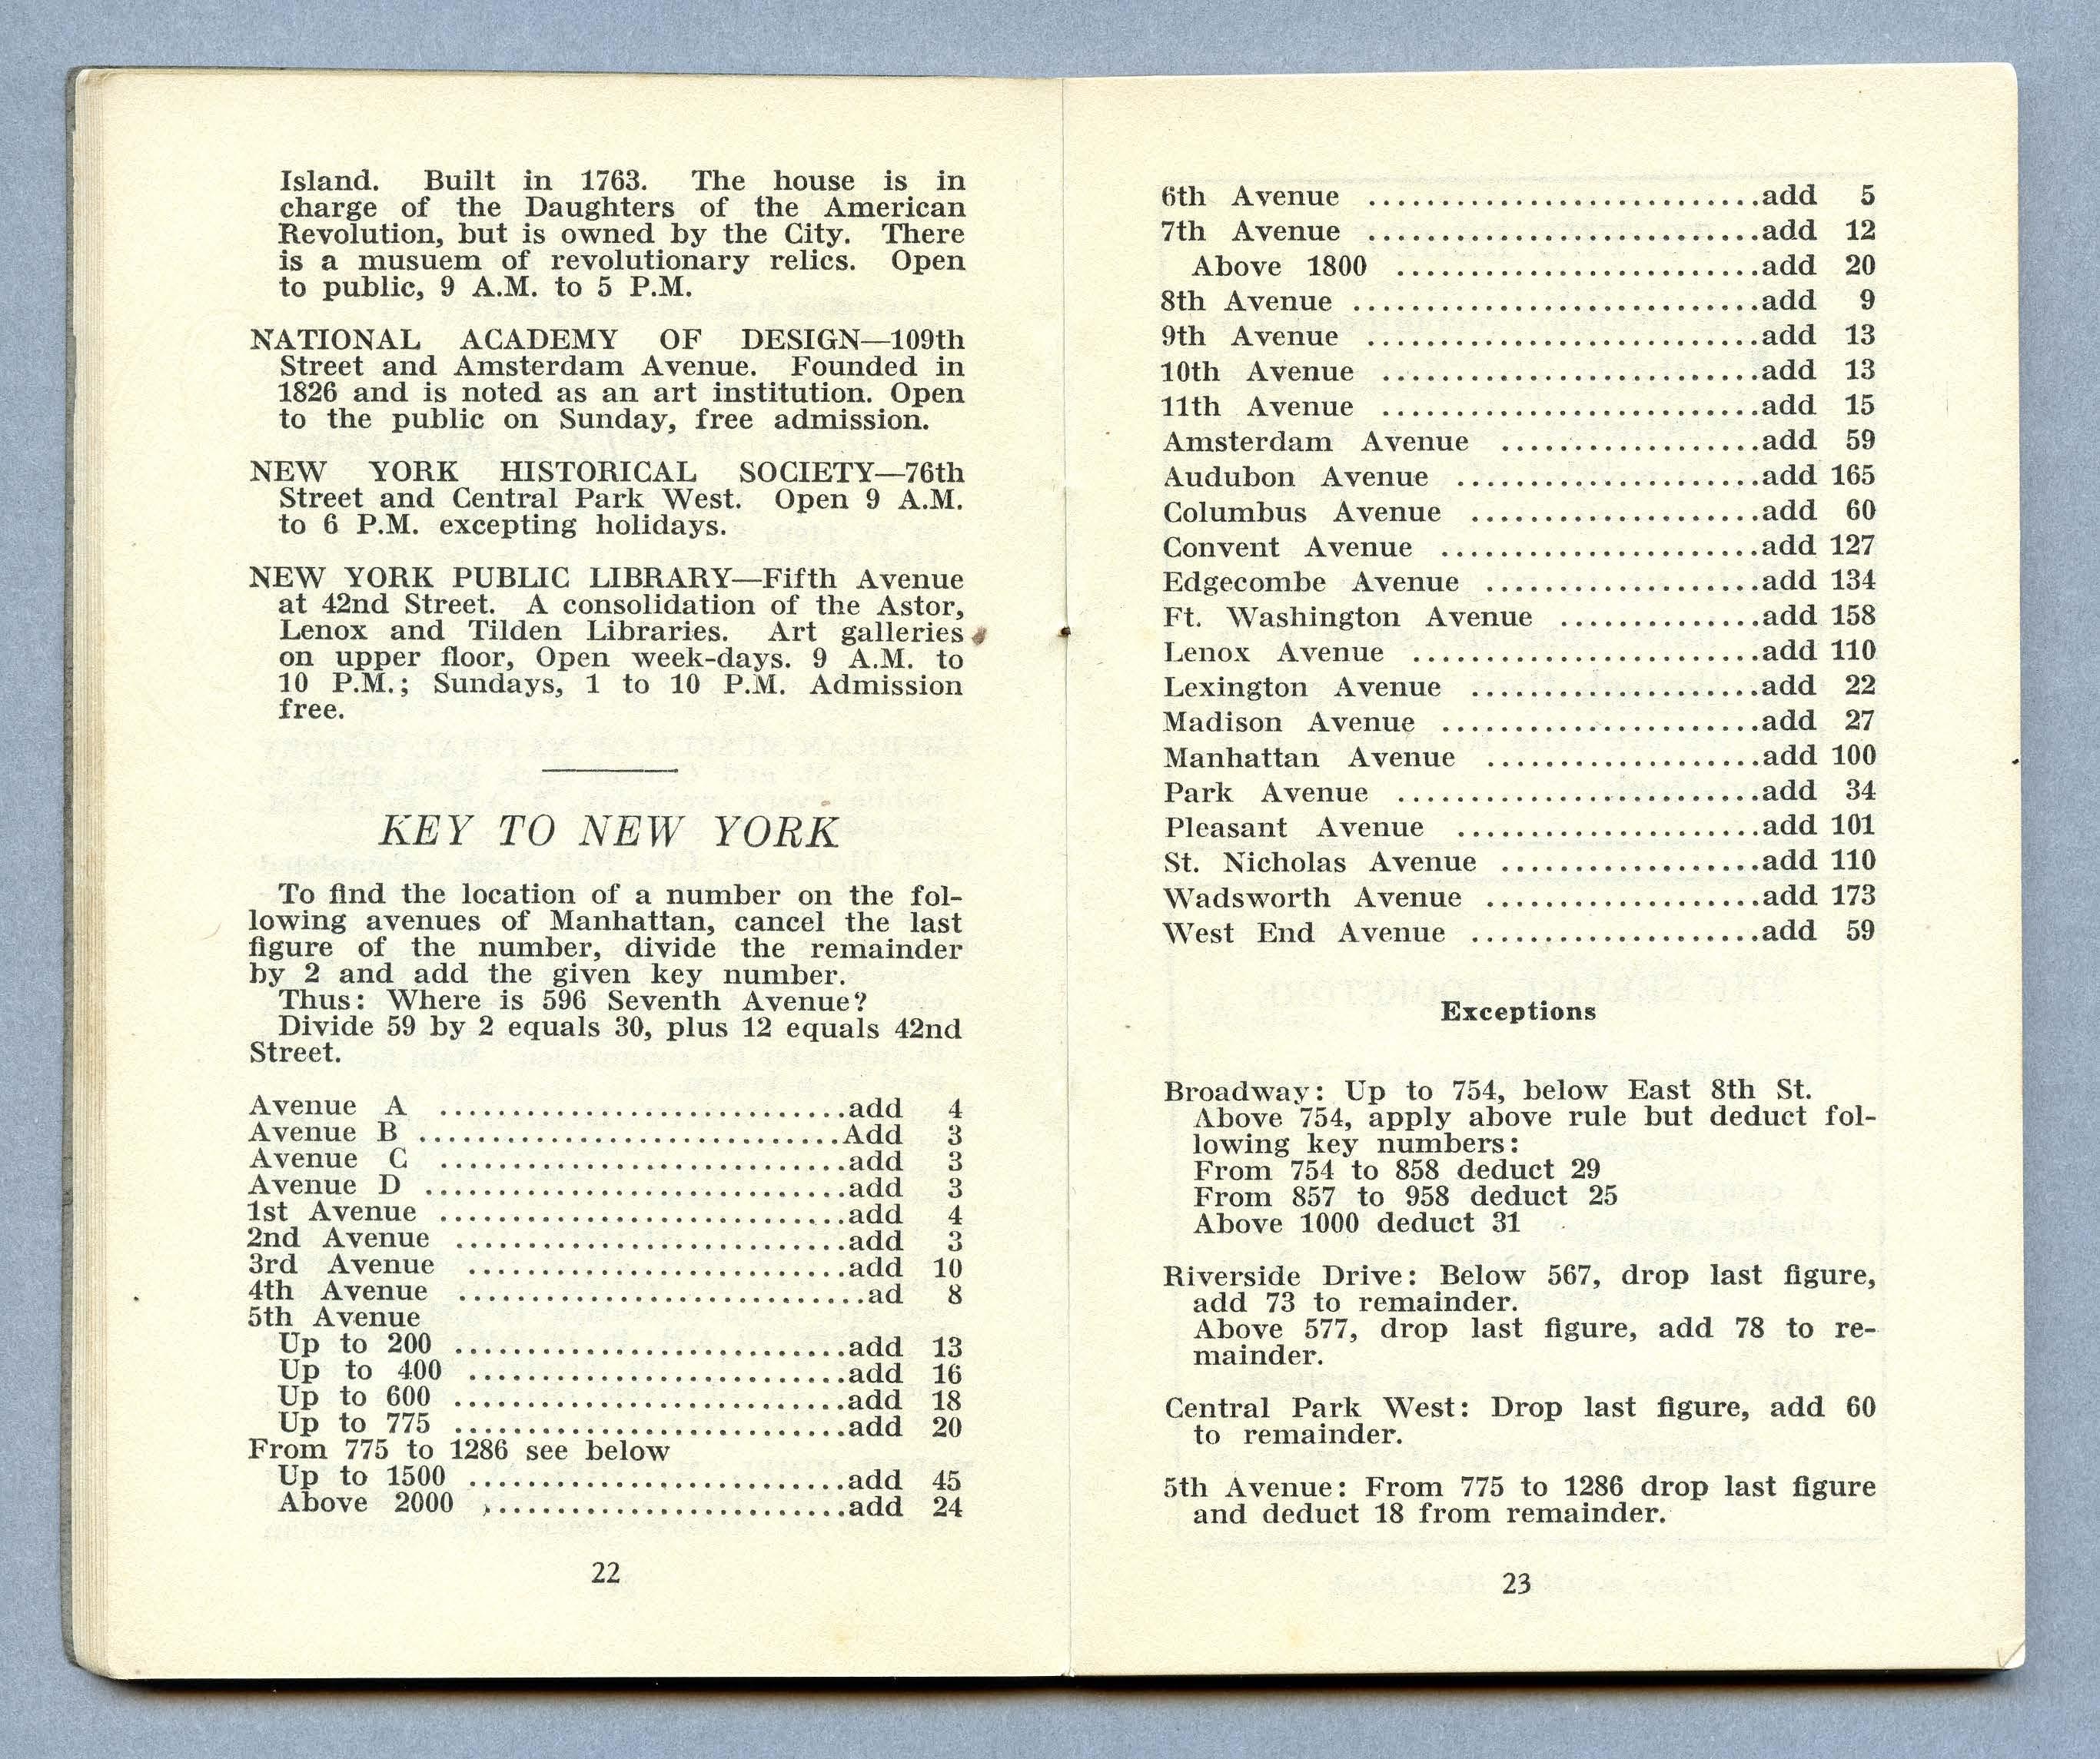 Island. Built in 1763. The house is in
charge of the Daughters of the American
Revolution, but is owned by the City. There
is a musuem of revolutionary relics. Open
to public, 9 A.M. to 5 P.M.
NATIONAL ACADEMY OF DESIGN—109th
Street and Amsterdam Avenue. Founded in
1826 and is noted as an art institution. Open
to the public on Sunday, free admission.
NEW YORK HISTORICAL SOCIETY—76th
Street and Central Park West. Open 9 A.M.
to 6 P.M. excepting holidays.
NEW YORK PUBLIC LIBRARY—Fifth Avenue
at 42nd Street. A consolidation of the Astor,
Lenox and Tilden Libraries. Art galleries
on upper floor, Open week-days. 9 A.M. to
10 P.M.; Sundays, 1 to 10 P.M. Admission
free.
KEY TO NEW YORK
To find the location of a number on the fol-
lowing avenues of Manhattan, cancel the last
figure of the number, divide the remainder
by 2 and add the given key number.
Thus: Where is 596 Seventh Avenue?
Divide 59 by 2 equals 30, plus 12 equals 42nd
Street.
Avenue A ............................add 4
Avenue B ............................Add 3
Avenue C ............................add 3
Avenue D ............................add 3
1st Avenue ............................add 4
2nd Avenue ...........................add 3
3rd Avenue ..........................add 10
4th Avenue ............................ad 8
5th Avenue
Up to 200 ...........................add 13
Up to 400 ..........................add 16
Up to 600 ...........................add 18
Up to 775 ...........................add 20
From 775 to 1286 see below
Up to 1500 ..........................add 45
Above 2000 .........................add 24
22
6th Avenue ...........................add 5
7th Avenue ...........................add 12
Above 1800 .........................add 20
8th Avenue ............................add 9
9th Avenue ...........................add 13
10th Avenue ..........................add 13
11th Avenue ..........................add 15
Amsterdam Avenue ..................add 59
Audubon Avenue .....................add 165
Columbus Avenue ....................add 60
Convent Avenue ......................add 127
Edgecombe Avenue ...................add 134
Ft. Washington Avenue ..............add 158
Lenox Avenue ........................add 110
Lexington Avenue ....................add 22
Madison Avenue ......................add 27
Manhattan Avenue ...................add 100
Park Avenue .........................add 34
Pleasant Avenue .....................add 101
St. Nicholas Avenue ..................add 110
Wadsworth Avenue ...................add 173
West End Avenue ....................add 59
Exceptions
Broadway: Up to 754, below East 8th St.
Above 754, apply above rule but deduct fol-
lowing key numbers:
From 754 to 858 deduct 29
From 857 to 958 deduct 25
Above 1000 deduct 31
Riverside Drive: Below 567, drop last figure,
add 73 to remainder.
Above 577, drop last figure, add 78 to re-
mainder.
Central Park West: Drop last figure, add 60
to remainder.
5th Avenue: From 775 to 1286 drop last figure
and deduct 18 from remainder.
23